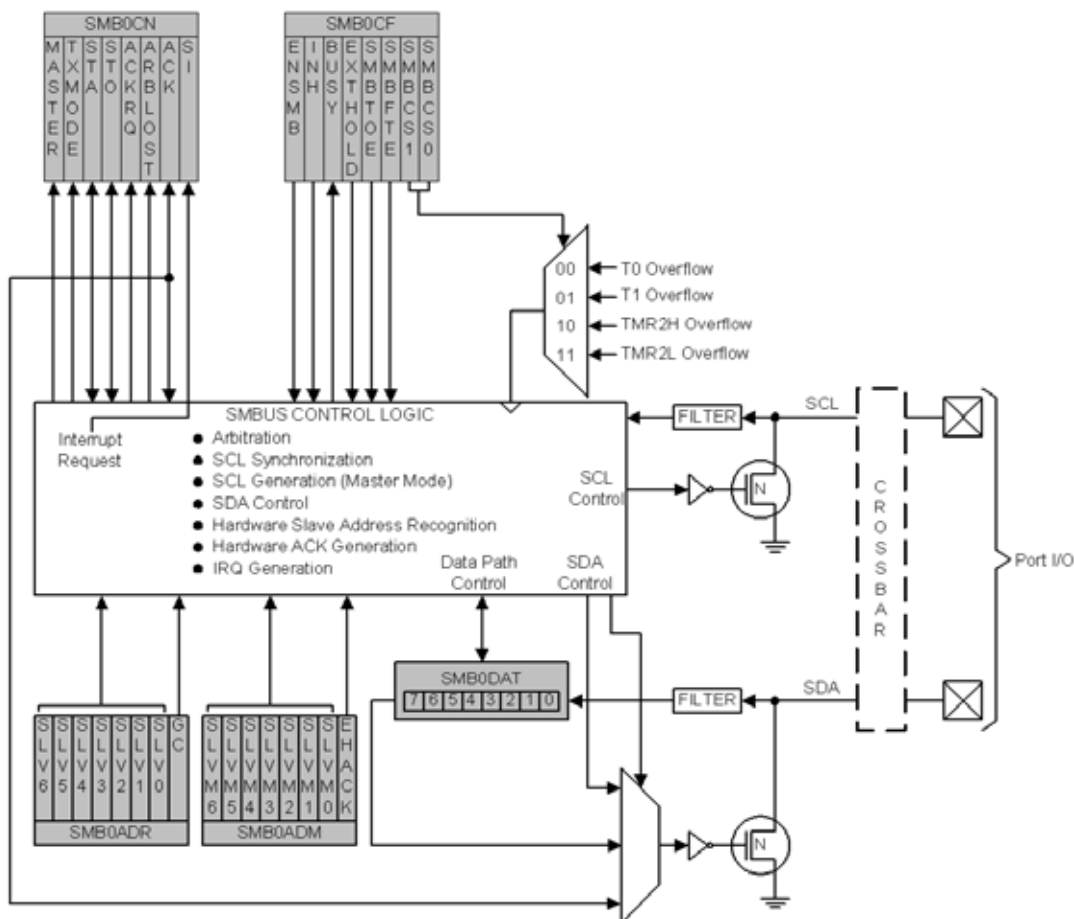 SMB0CN
MASTER
TXMODE
STA
STO
ACKRQ
ARBLOST
ACK
SI
SMB0CF
ENSMB
INH
BUSY
EXTHOLD
SMBTOE
SMBFTE
SMBCS1
SMBCS0
00
T0 Overflow
01
T1 Overflow
10
TMR2H Overflow
11
TMR2L Overflow
SMBUS CONTROL LOGIC
Interrupt
Request
Arbitration
SCL Synchronization
SCL Generation (Master Mode)
SDA Control
Hardware Slave Address Recognition
Hardware ACK Generation
IRQ Generation
Data Path
Control
SDA
Control
SCL
Control
FILTER
SCL
N
CROSSBAR
Port I/O
SMB0DAT
7 6 5 4 3 2 1 0
FILTER
SDA
N
SLV6
SLV5
SLV4
SLV3
SLV2
SLV1
SLV0
GC
SMB0ADR
SLVM6
SLVM5
SLVM4
SLVM3
SLVM2
SLVM1
SLVM0
EHACK
SMB0ADM